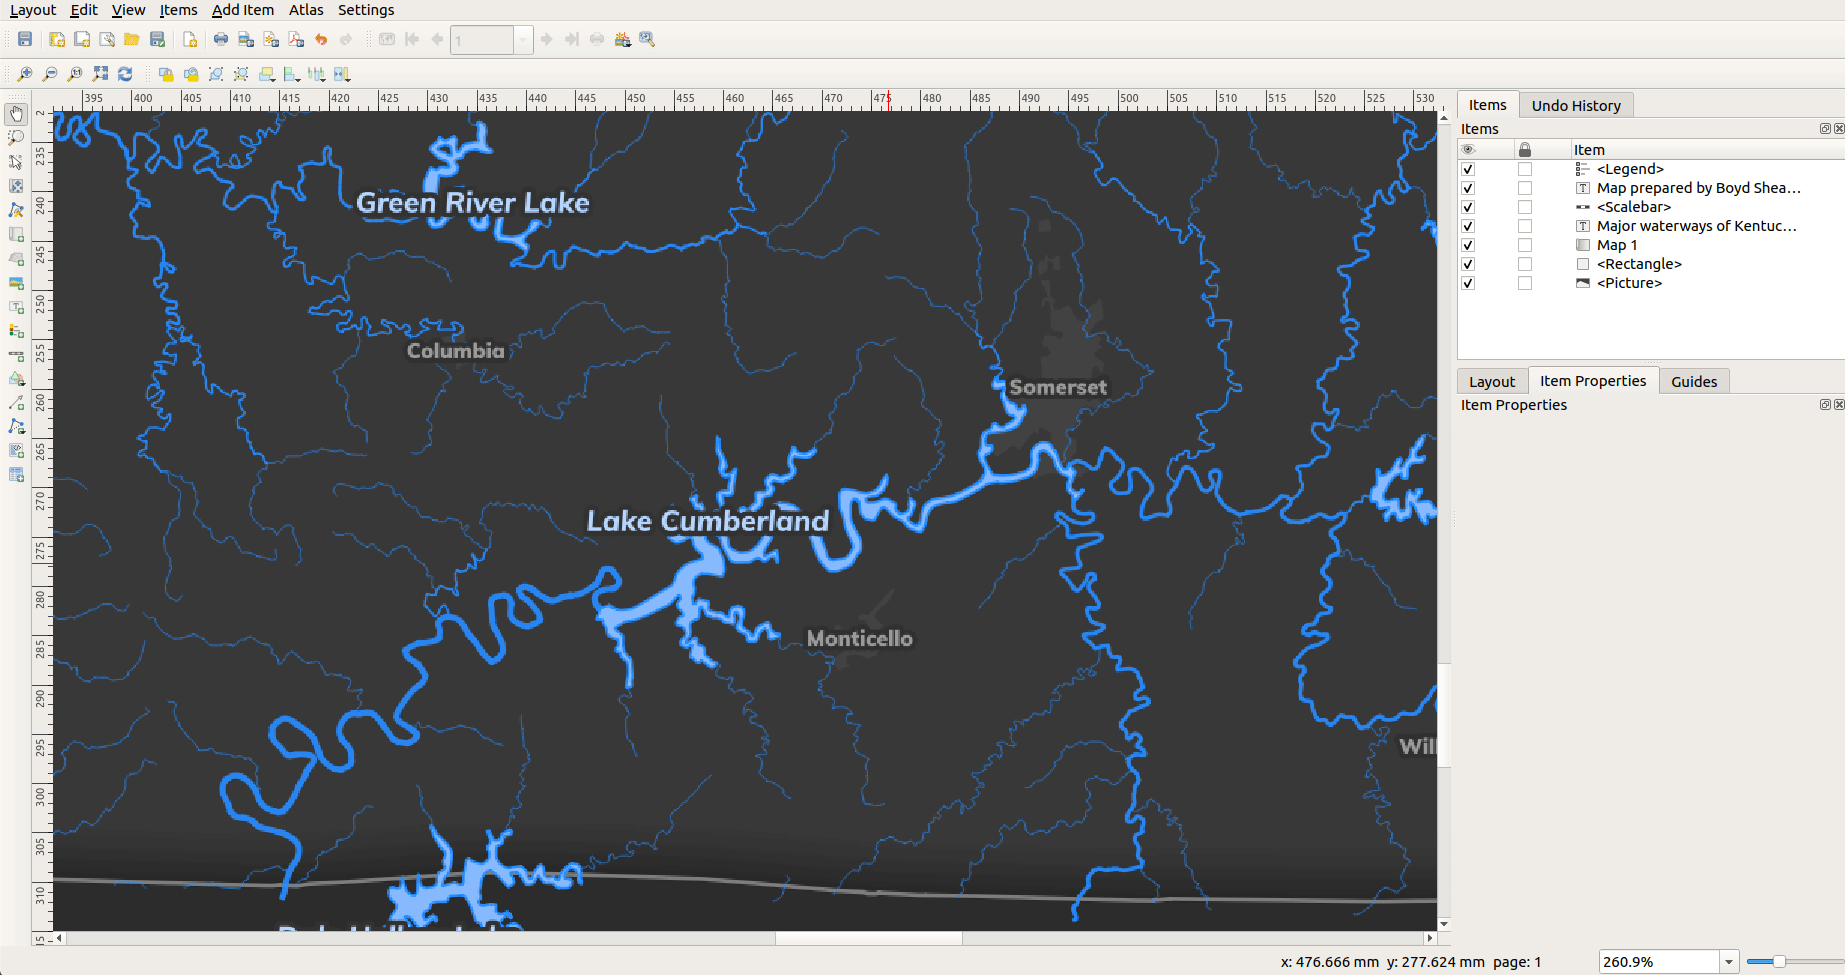 Layout Edit View Items Add Item Atlas Settings
1
395 400 405 410 415 420 425 430 435 440 445 450 455 460 465 470 475 480 485 490 495 500 505 510 515 520 525 530
2
235
240
245
250
255
260
265
270
275
280
285
290
295
300
305
310
Green River Lake
Columbia
Somerset
Lake Cumberland
Monticello
Will
Items Undo History
Items
Item
<Legend>
Map prepared by Boyd Shea...
<Scalebar>
Major waterways of Kentuc...
Map 1
<Rectangle>
<Picture>
Layout Item Properties Guides
Item Properties
x: 476.666 mm y: 277.624 mm page: 1 260.9%